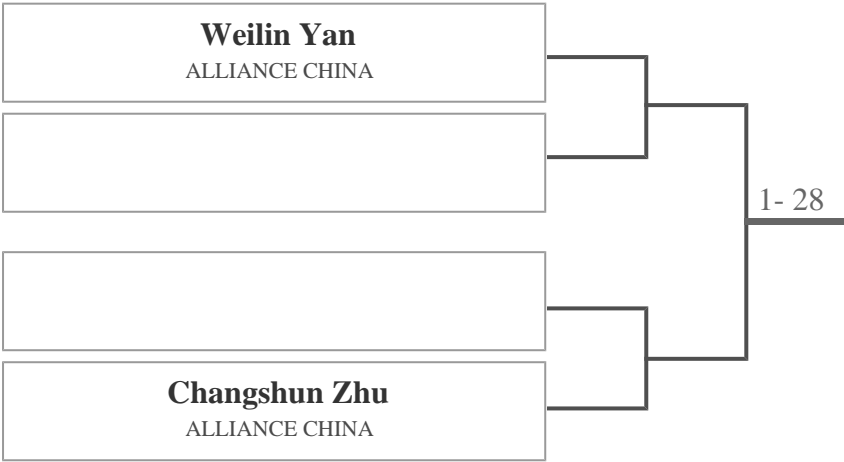 Weilin Yan
ALLIANCE CHINA
1- 28
Changshun Zhu
ALLIANCE CHINA